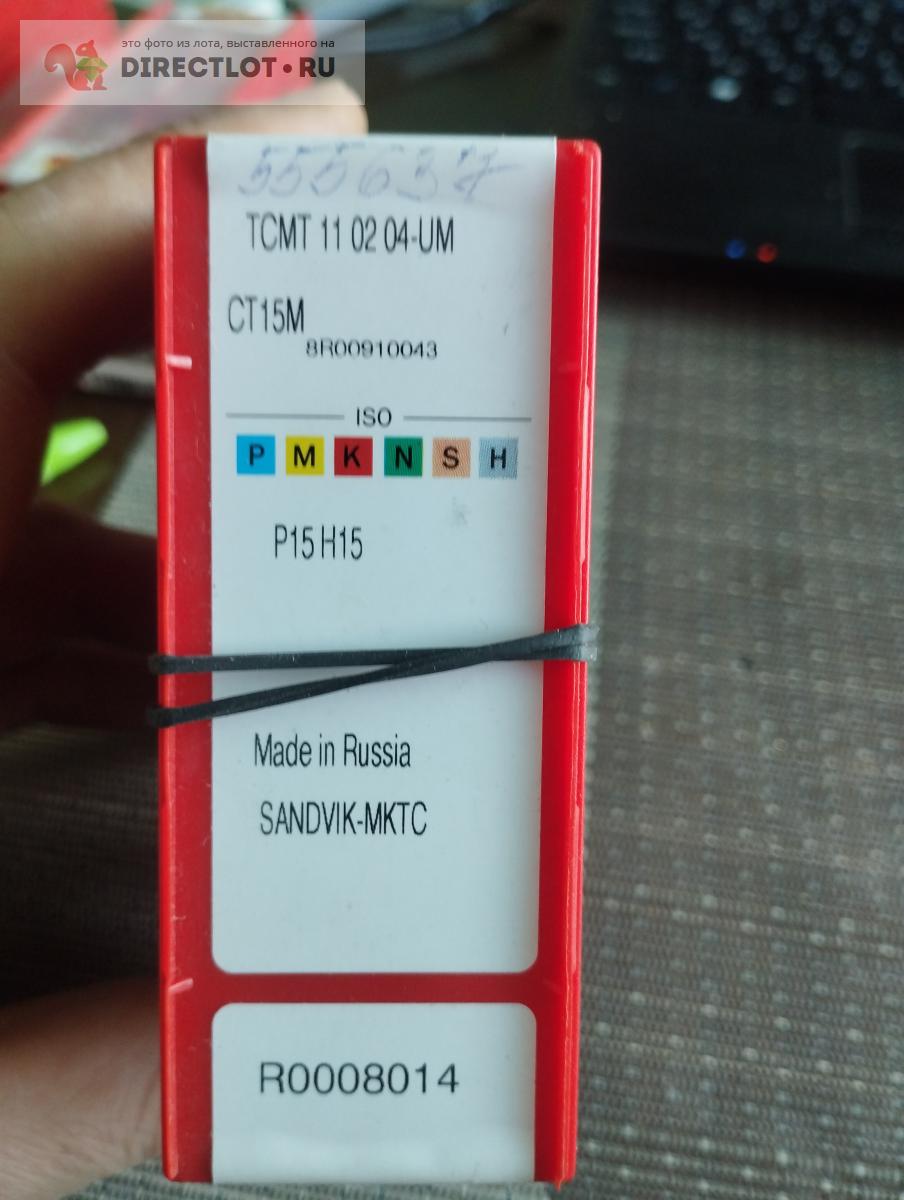 это фото из лота, выставленного на
DIRECTLOT•RU
555637
TCMT 11 02 04-UM
CT15M
8R00910043
ISO
P M K N S H
P15 H15
Made in Russia
SANDVIK-MKTC
R0008014